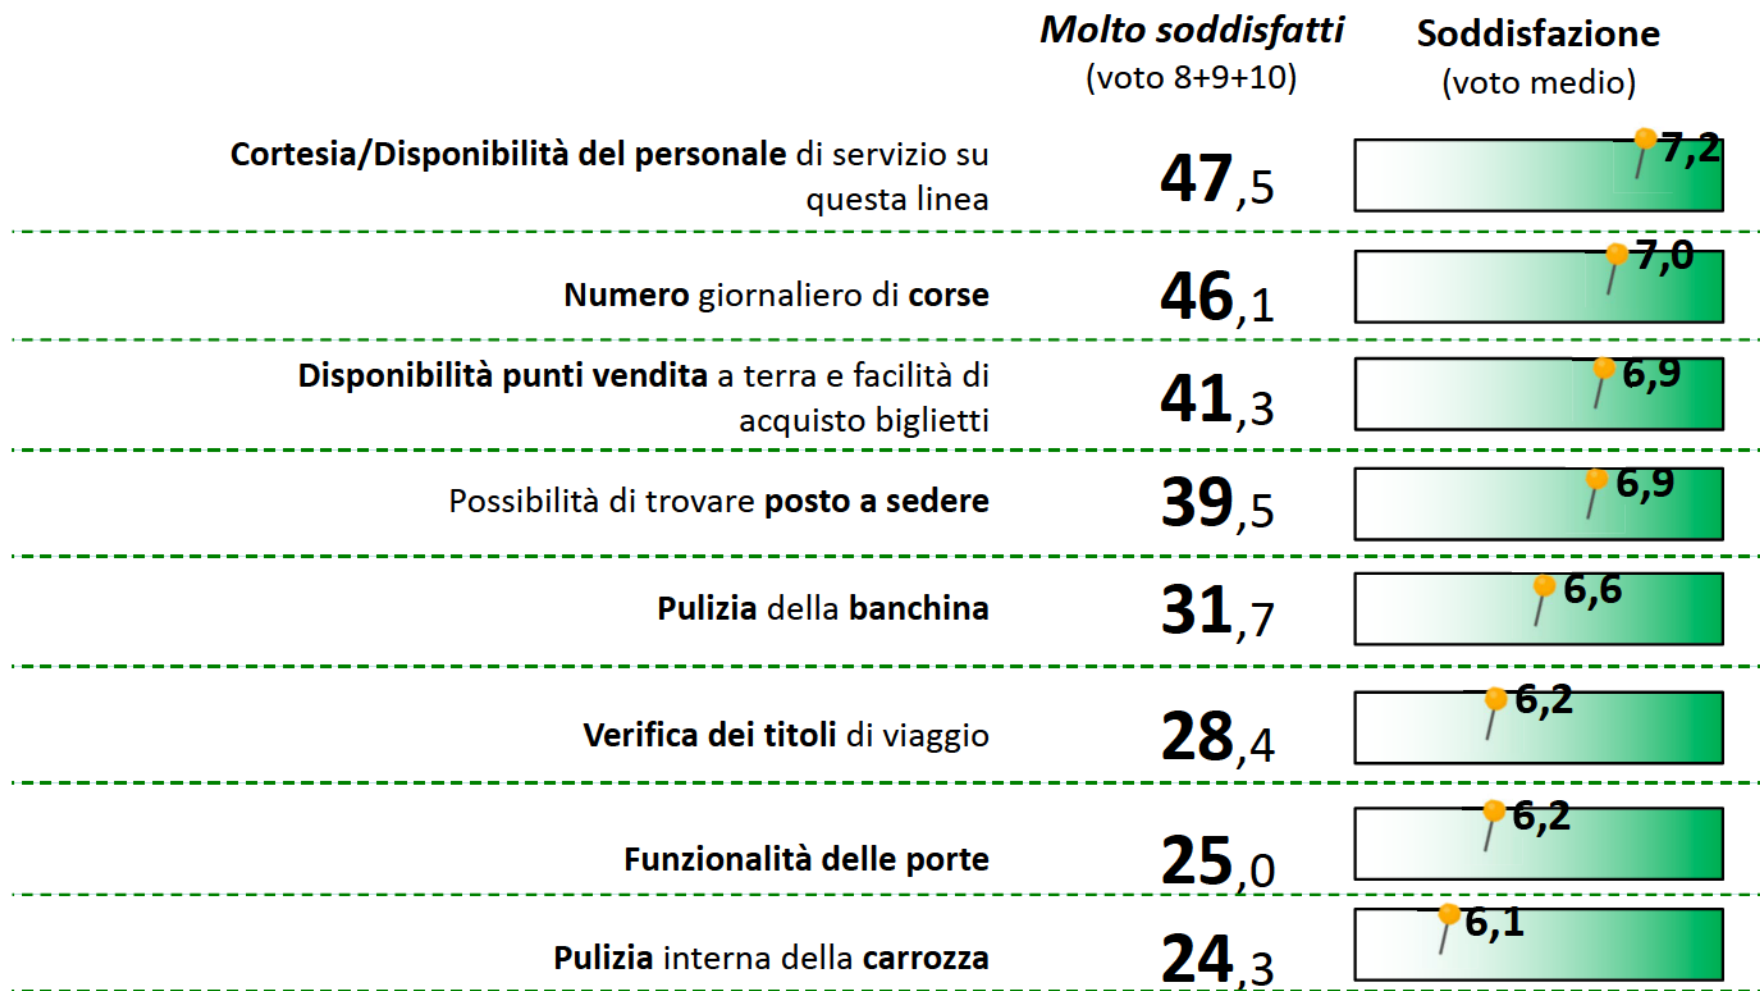 Molto soddisfatti Soddisfazione
(voto 8+9+10) (voto medio)
Cortesia/Disponibilità del personale di servizio su
questa linea
47,5 7,2
Numero giornaliero di corse 46,1 7,0
Disponibilità punti vendita a terra e facilità di
acquisto biglietti
41,3 6,9
Possibilità di trovare posto a sedere 39,5 6,9
Pulizia della banchina 31,7 6,6
Verifica dei titoli di viaggio 28,4 6,2
Funzionalità delle porte 25,0 6,2
Pulizia interna della carrozza 24,3 6,1